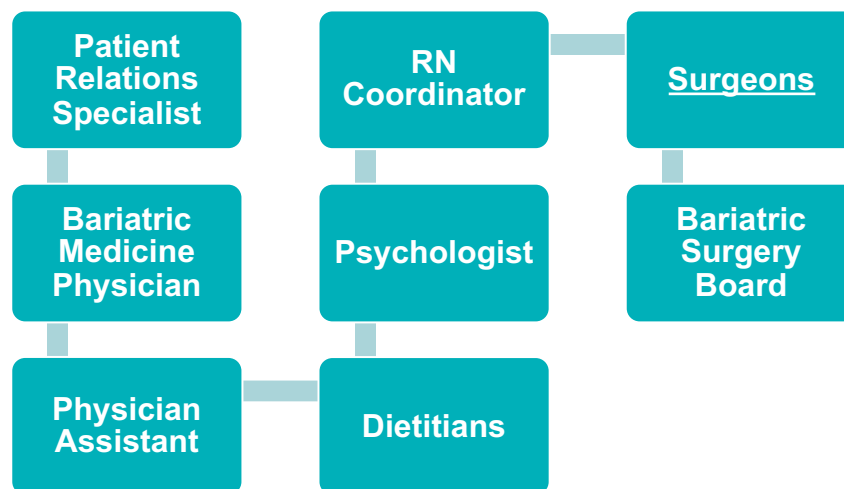 Patient
Relations
Specialist
Bariatric
Medicine
Physician
Physician
Assistant
Dietitians
Psychologist
RN
Coordinator
Surgeons
Bariatric
Surgery
Board